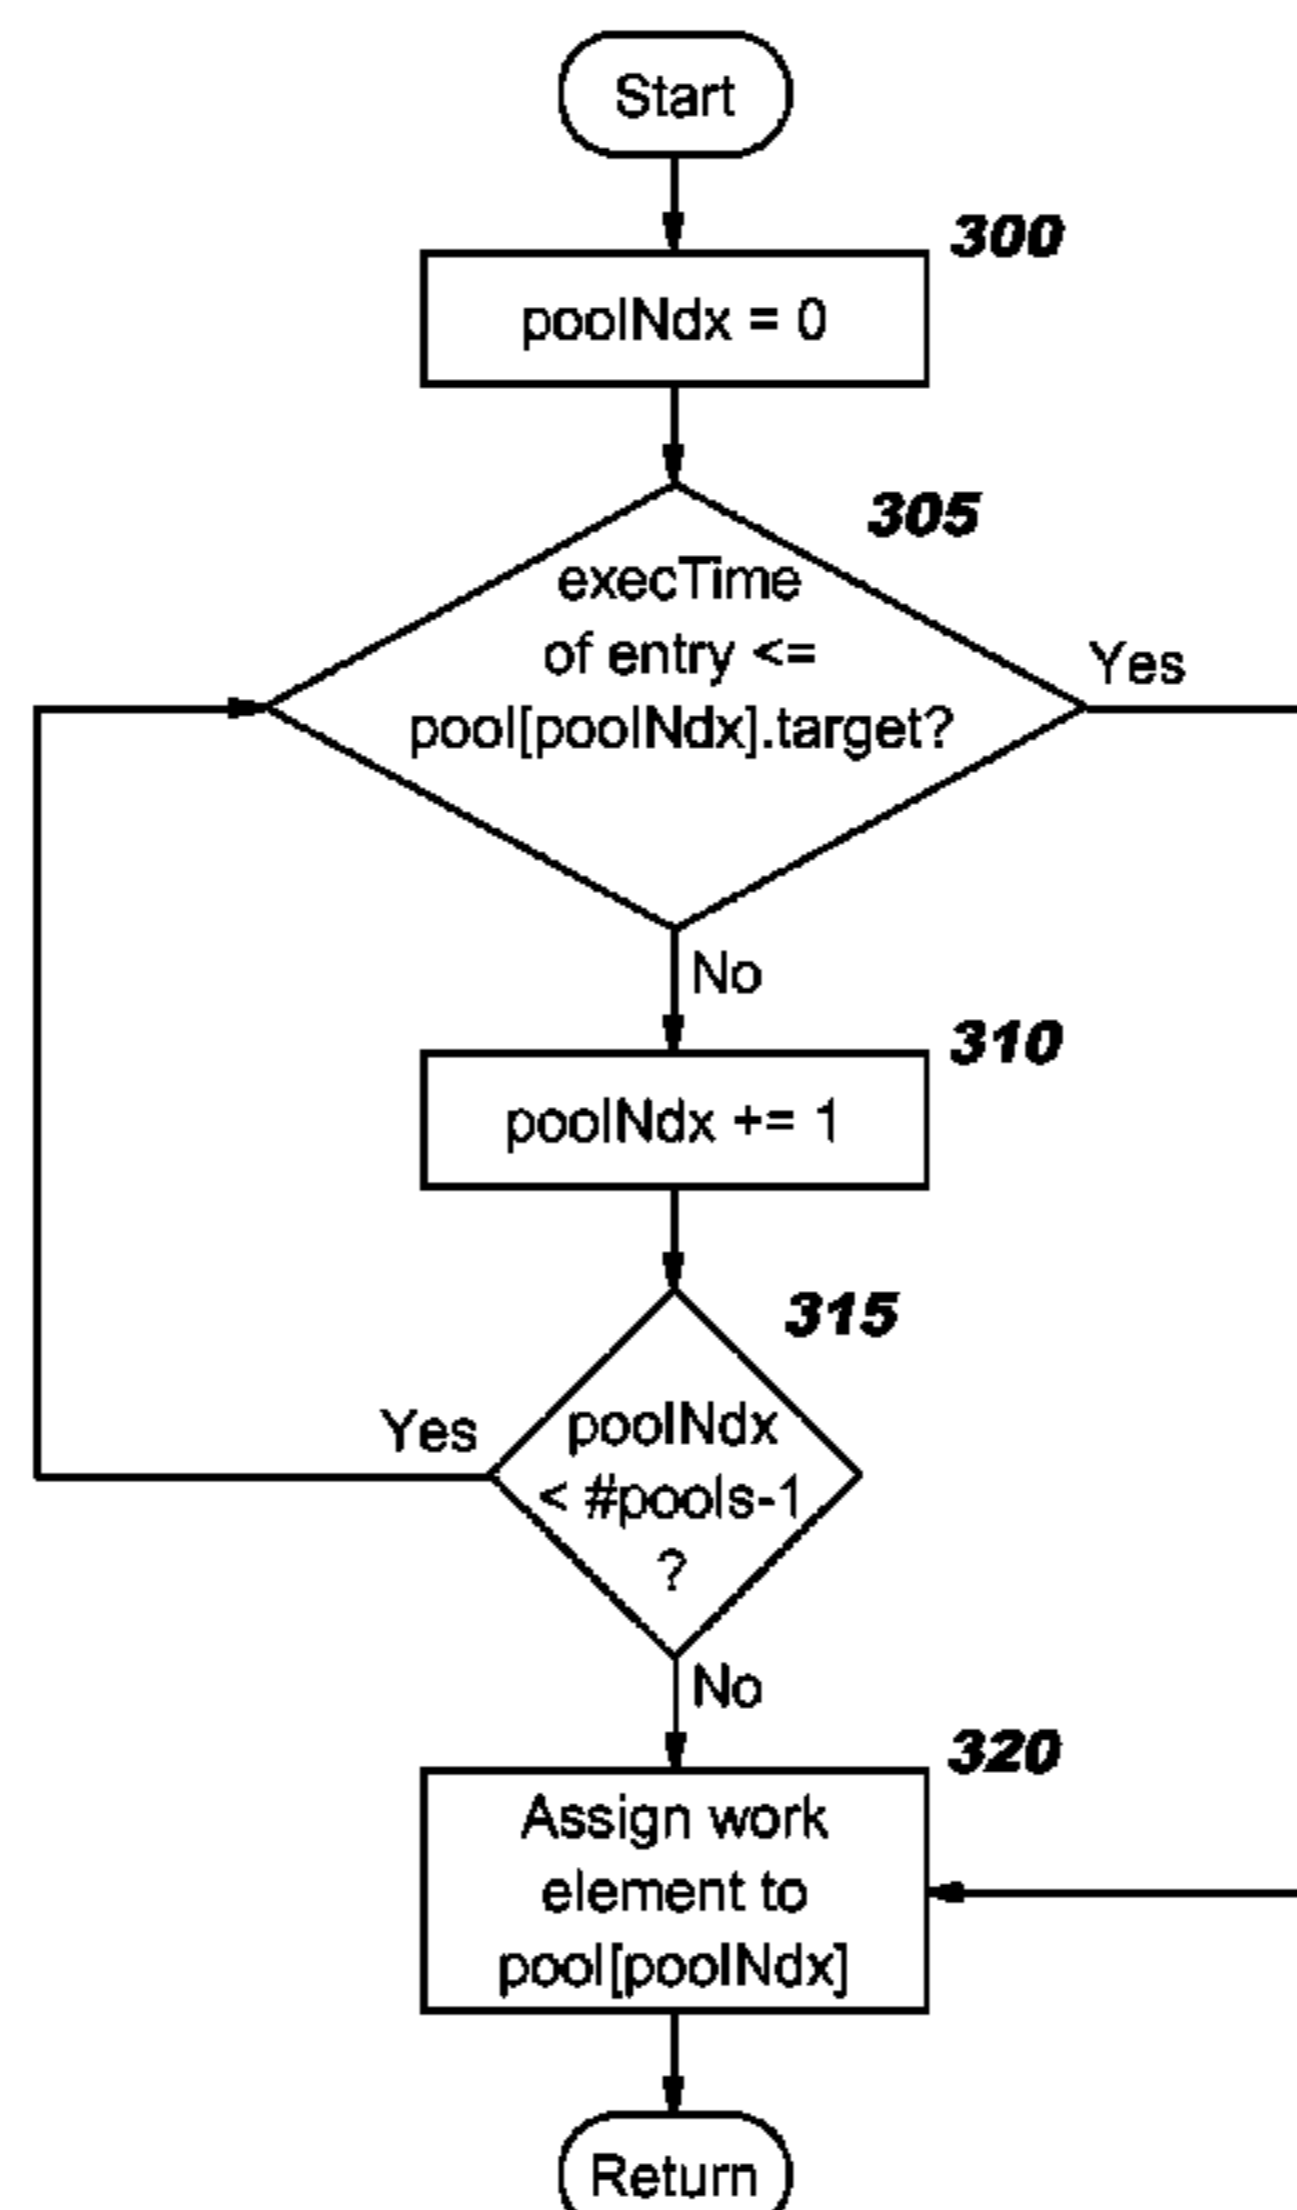 Start
300
poolNdx = 0
305
execTime
of entry <=
pool[poolNdx].target?
Yes
No
310
poolNdx += 1
315
Yes
poolNdx
< #pools-1
?
No
320
Assign work
element to
pool[poolNdx]
Return